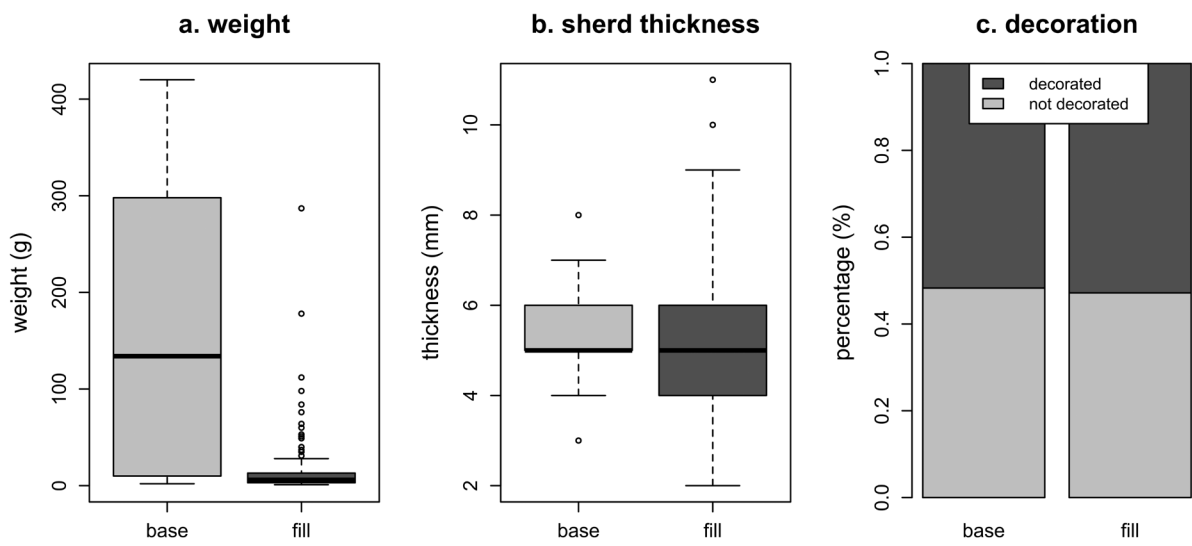 a. weight
weight (g)
0
100
200
300
400
base
fill
b. sherd thickness
thickness (mm)
2
4
6
8
10
base
fill
c. decoration
percentage (%)
0.0
0.2
0.4
0.6
0.8
1.0
decorated
not decorated
base
fill